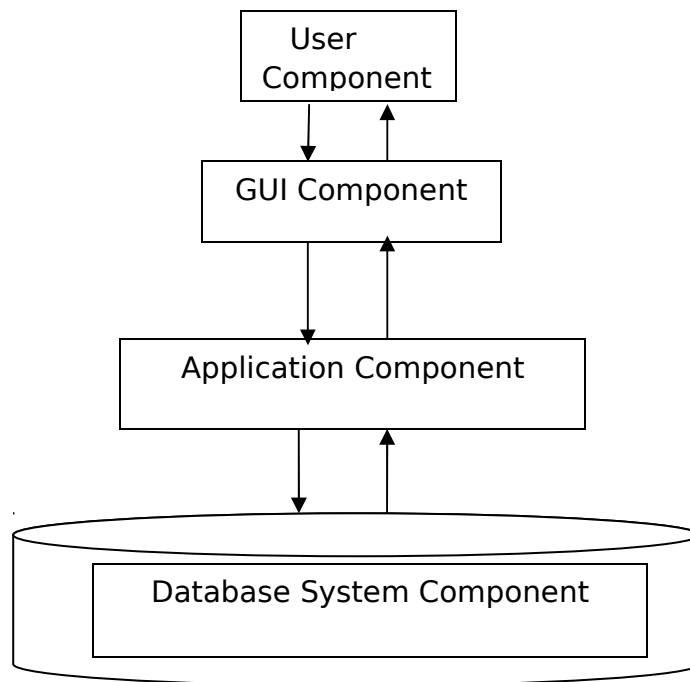 User
Component
GUI Component
Application Component
Database System Component